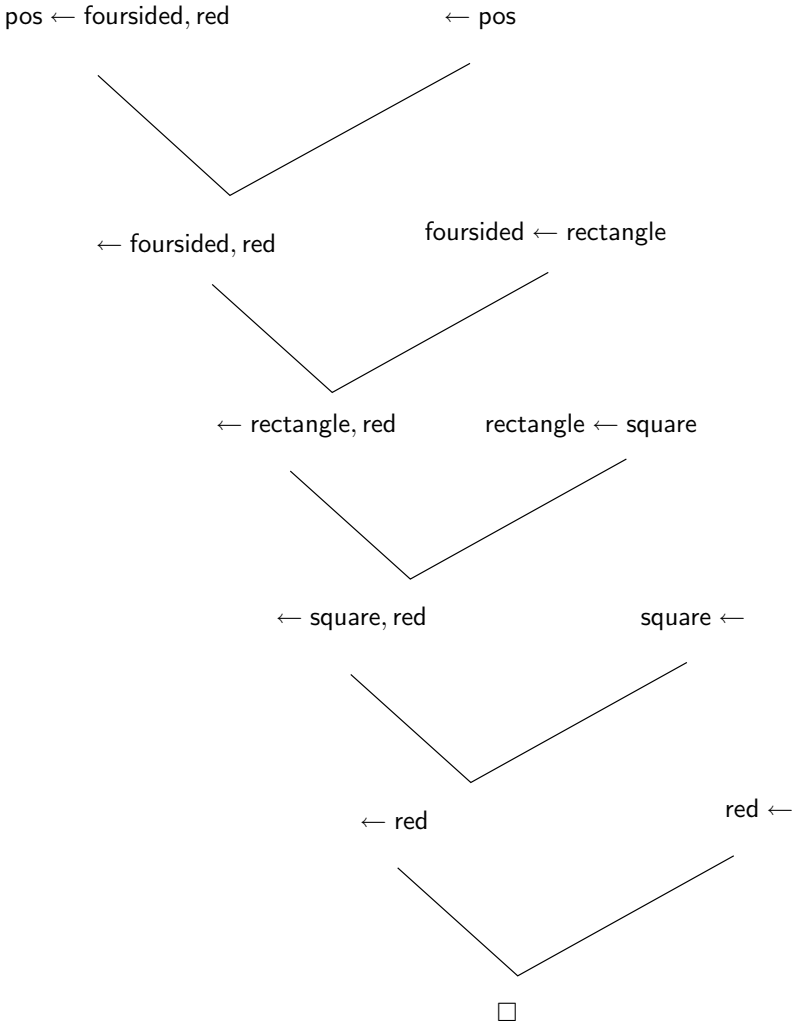 pos ← foursided, red
← pos
← foursided, red
foursided ← rectangle
← rectangle, red
rectangle ← square
← square, red
square ←
← red
red ←
□